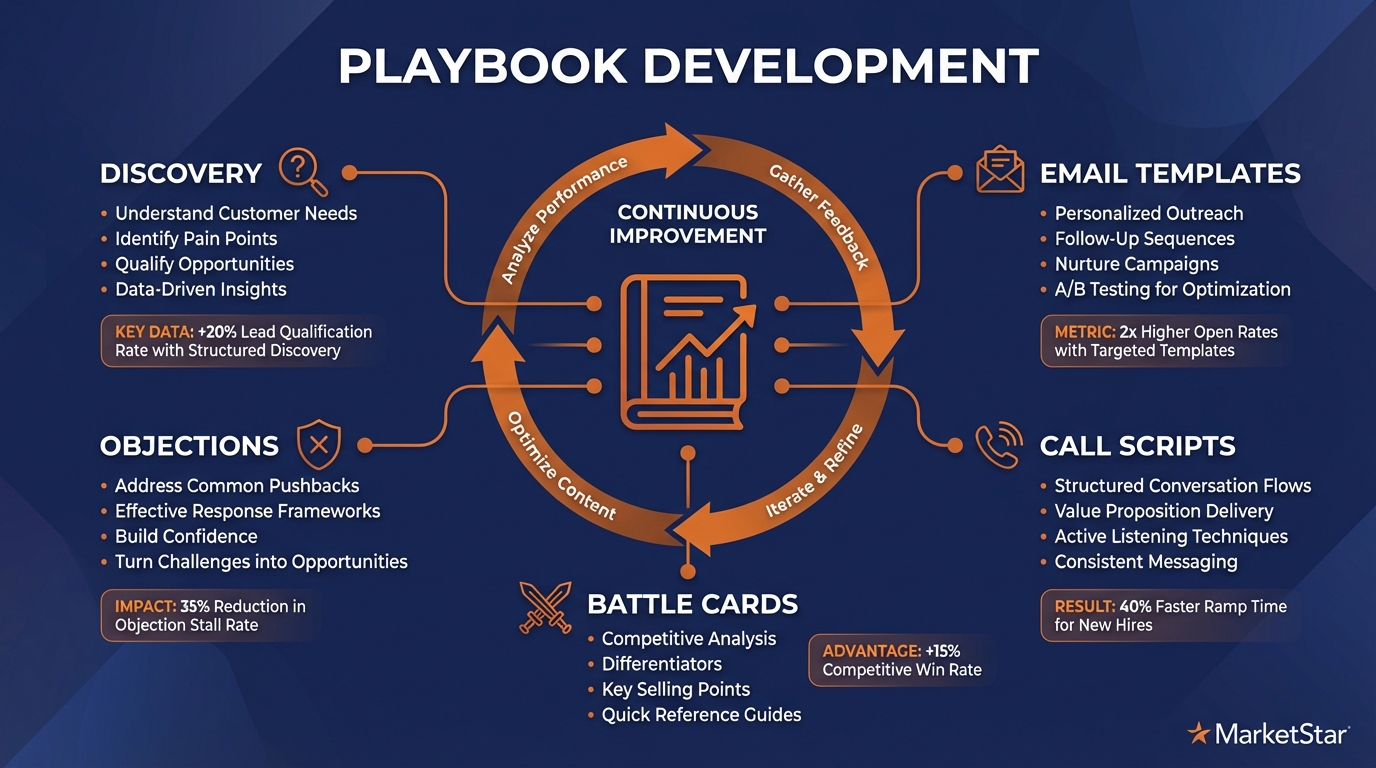 PLAYBOOK DEVELOPMENT
DISCOVERY
• Understand Customer Needs
• Identify Pain Points
• Qualify Opportunities
• Data-Driven Insights
KEY DATA: +20% Lead Qualification
Rate with Structured Discovery
OBJECTIONS
• Address Common Pushbacks
• Effective Response Frameworks
• Build Confidence
• Turn Challenges into Opportunities
IMPACT: 35% Reduction in
Objection Stall Rate
Analyze Performance
Gather Feedback
Iterate & Refine
Optimize Content
CONTINUOUS
IMPROVEMENT
?
BATTLE CARDS
• Competitive Analysis
• Differentiators
• Key Selling Points
• Quick Reference Guides
ADVANTAGE: +15%
Competitive Win Rate
EMAIL TEMPLATES
• Personalized Outreach
• Follow-Up Sequences
• Nurture Campaigns
• A/B Testing for Optimization
METRIC: 2x Higher Open Rates
with Targeted Templates
CALL SCRIPTS
• Structured Conversation Flows
• Value Proposition Delivery
• Active Listening Techniques
• Consistent Messaging
RESULT: 40% Faster Ramp Time
for New Hires
MarketStar